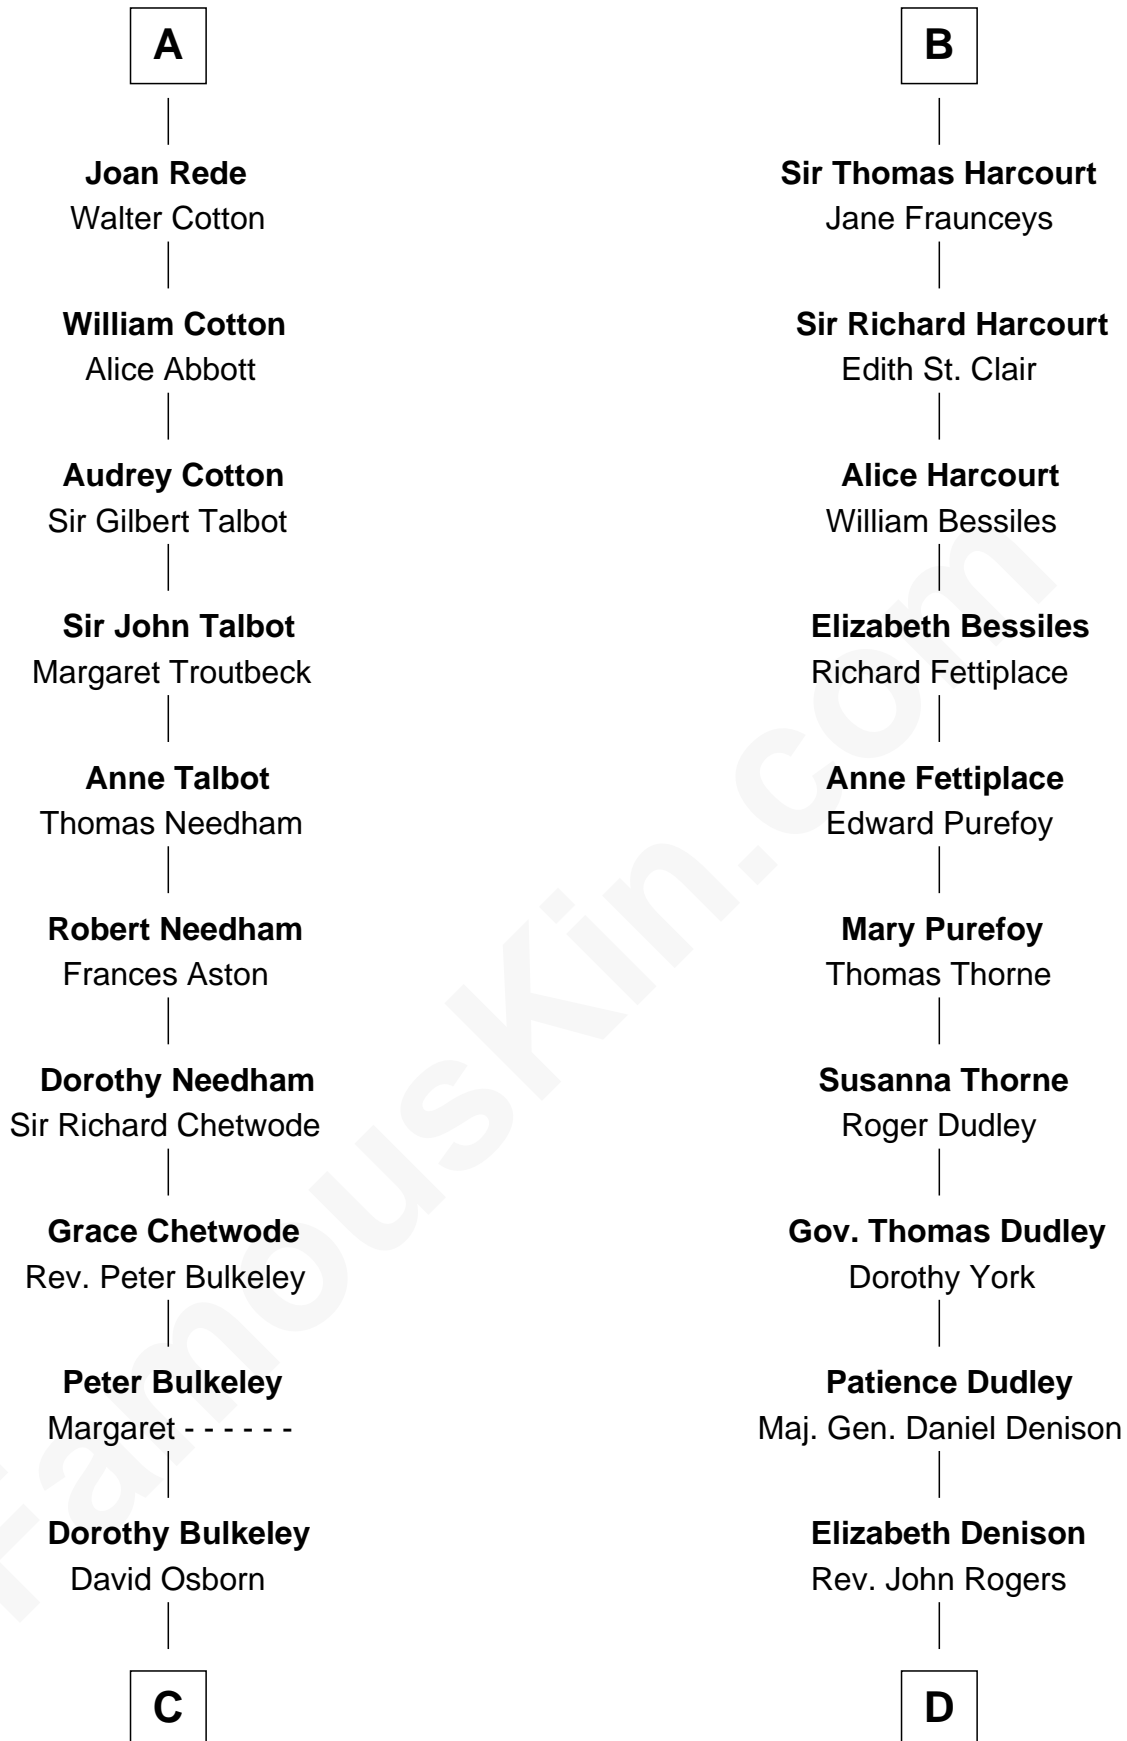 A
Joan Rede
Walter Cotton
William Cotton
Alice Abbott
Audrey Cotton
Sir Gilbert Talbot
Sir John Talbot
Margaret Troutbeck
Anne Talbot
Thomas Needham
Robert Needham
Frances Aston
Dorothy Needham
Sir Richard Chetwode
Grace Chetwode
Rev. Peter Bulkeley
Peter Bulkeley
Margaret - - - - - -
Dorothy Bulkeley
David Osborn
C
B
Sir Thomas Harcourt
Jane Fraunceys
Sir Richard Harcourt
Edith St. Clair
Alice Harcourt
William Bessiles
Elizabeth Bessiles
Richard Fettiplace
Anne Fettiplace
Edward Purefoy
Mary Purefoy
Thomas Thorne
Susanna Thorne
Roger Dudley
Gov. Thomas Dudley
Dorothy York
Patience Dudley
Maj. Gen. Daniel Denison
Elizabeth Denison
Rev. John Rogers
D
FamousKin.com